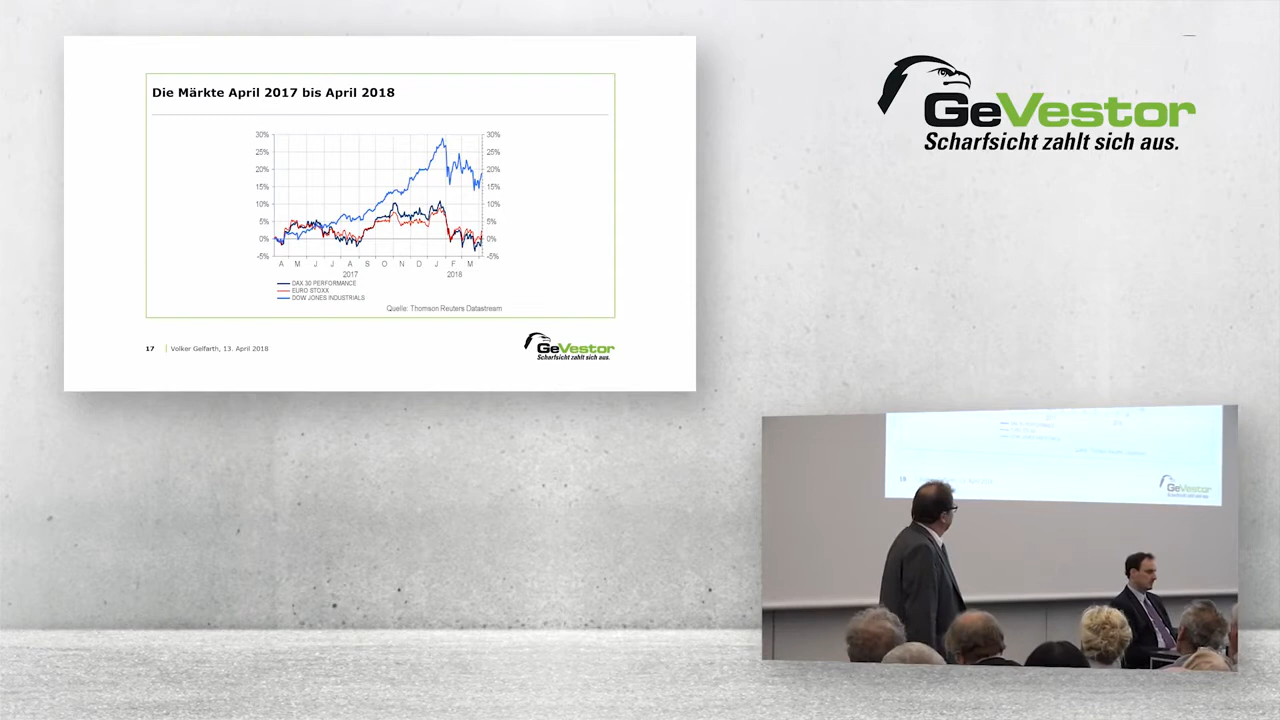 Die Märkte April 2017 bis April 2018
30% 30%
25% 25%
20% 20%
15% 15%
10% 10%
5% 5%
0% 0%
-5% -5%
A M J J A S O N D J F M
2017 2018
DAX 30 PERFORMANCE
EURO STOXX
DOW JONES INDUSTRIALS
Quelle: Thomson Reuters Datastream
17 Volker Gelfarth, 13. April 2018
GeVestor
Scharfsicht zahlt sich aus.
GeVestor
Scharfsicht zahlt sich aus.
GeVestor